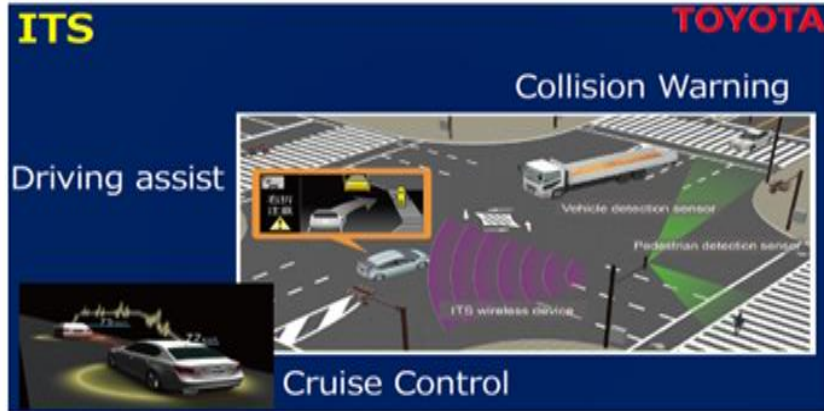 ITS
TOYOTA
Collision Warning
Driving assist
Vehicle detection sensor
Pedestrian detection sensor
ITS wireless device
Cruise Control